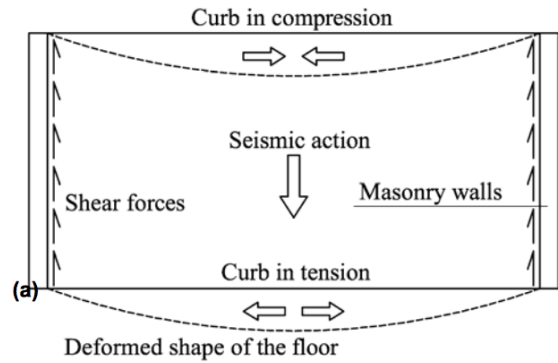 Curb in compression
Seismic action
Shear forces
Masonry walls
Curb in tension
(a)
Deformed shape of the floor